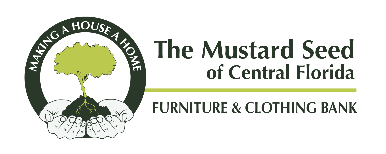 MAKING A HOUSE A HOME
The Mustard Seed
of Central Florida
FURNITURE & CLOTHING BANK